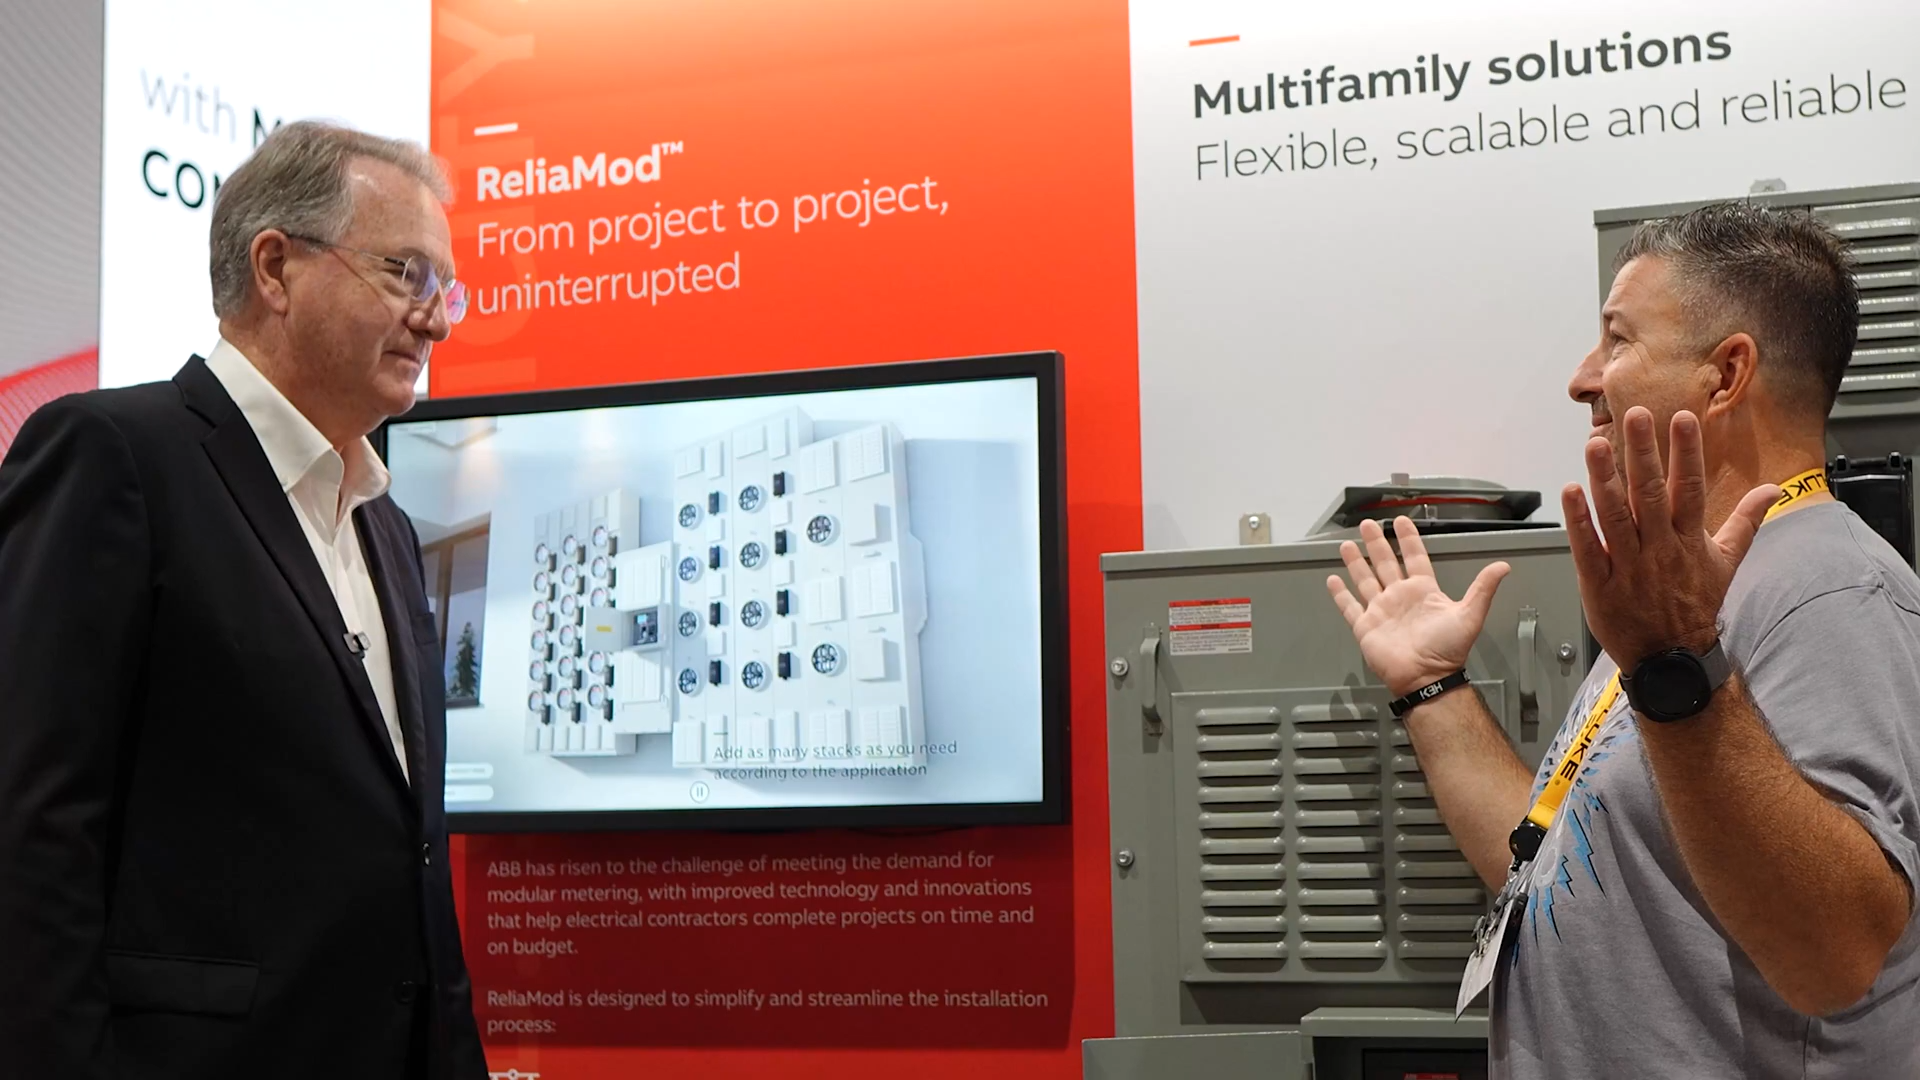 with
CON
ReliaMod™
From project to project,
uninterrupted
Multifamily solutions
Flexible, scalable and reliable
Add as many stacks as you need
according to the application
ABB has risen to the challenge of meeting the demand for
modular metering, with improved technology and innovations
that help electrical contractors complete projects on time and
on budget.
ReliaMod is designed to simplify and streamline the installation
process:
FLUKE